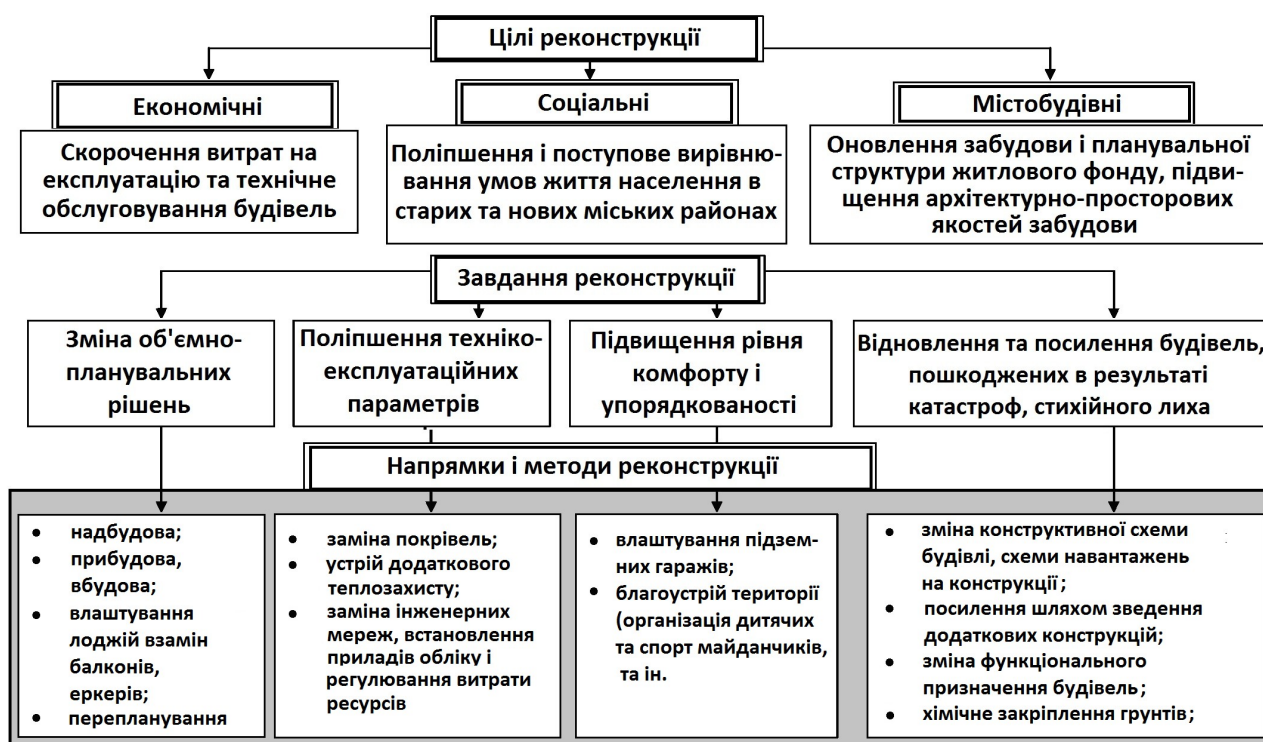 Цілі реконструкції
Економічні
Скорочення витрат на
експлуатацію та технічне
обслуговування будівель
Соціальні
Поліпшення і поступове вирівню-
вання умов життя населення в
старих та нових міських районах
Містобудівні
Оновлення забудови і планувальної
структури житлового фонду, підви-
щення архітектурно-просторових
якостей забудови
Завдання реконструкції
Зміна об'ємно-
планувальних
рішень
Поліпшення техніко-
експлуатаційних
параметрів
Підвищення рівня
комфорту і
упорядкованості
Відновлення та посилення будівель,
пошкоджених в результаті
катастроф, стихійного лиха
Напрямки і методи реконструкції
• надбудова;
• прибудова,
вбудова;
• влаштування
лоджій взамін
балконів,
еркерів;
• перепланування
• заміна покрівель;
• устрій додаткового
теплозахисту;
• заміна інженерних
мереж, встановлення
приладів обліку і
регулювання витрати
ресурсів
• влаштування підзем-
них гаражів;
• благоустрій території
(організація дитячих
та спорт майданчиків,
та ін.
• зміна конструктивної схеми
будівлі, схеми навантажень
на конструкції;
• посилення шляхом зведення
додаткових конструкцій;
• зміна функціонального
призначення будівель;
• хімічне закріплення грунтів;